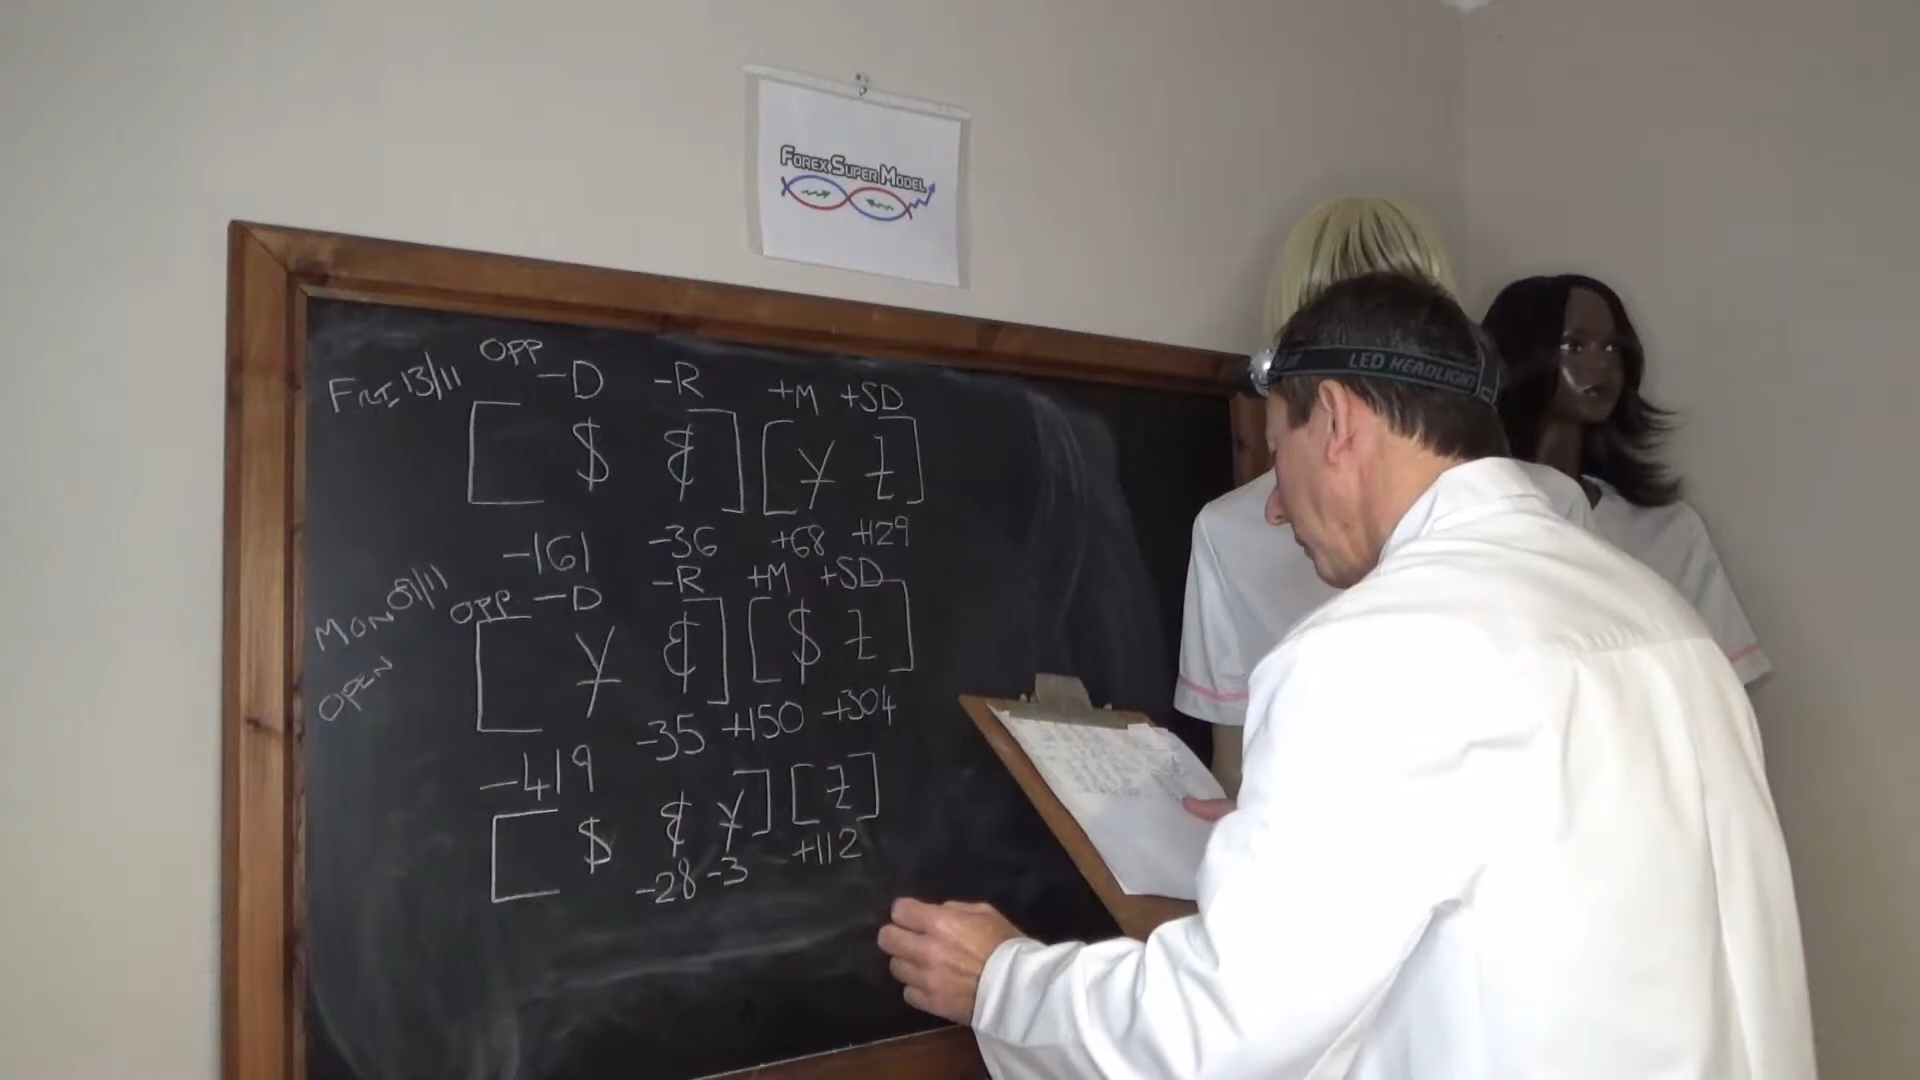 FOREX SUPER MODEL
LED HEADLIGHT
FRI 13/11 OPP -D -R +M +SD
[ $ € ] [ ¥ £ ]
-161 -36 +68 +129
MON 09/11 OPEN OPP -D -R +M +SD
[ ¥ € ] [ $ £ ]
-419 -35 +150 +304
[ $ € ¥ ] [ £ ]
-28 -3 +112